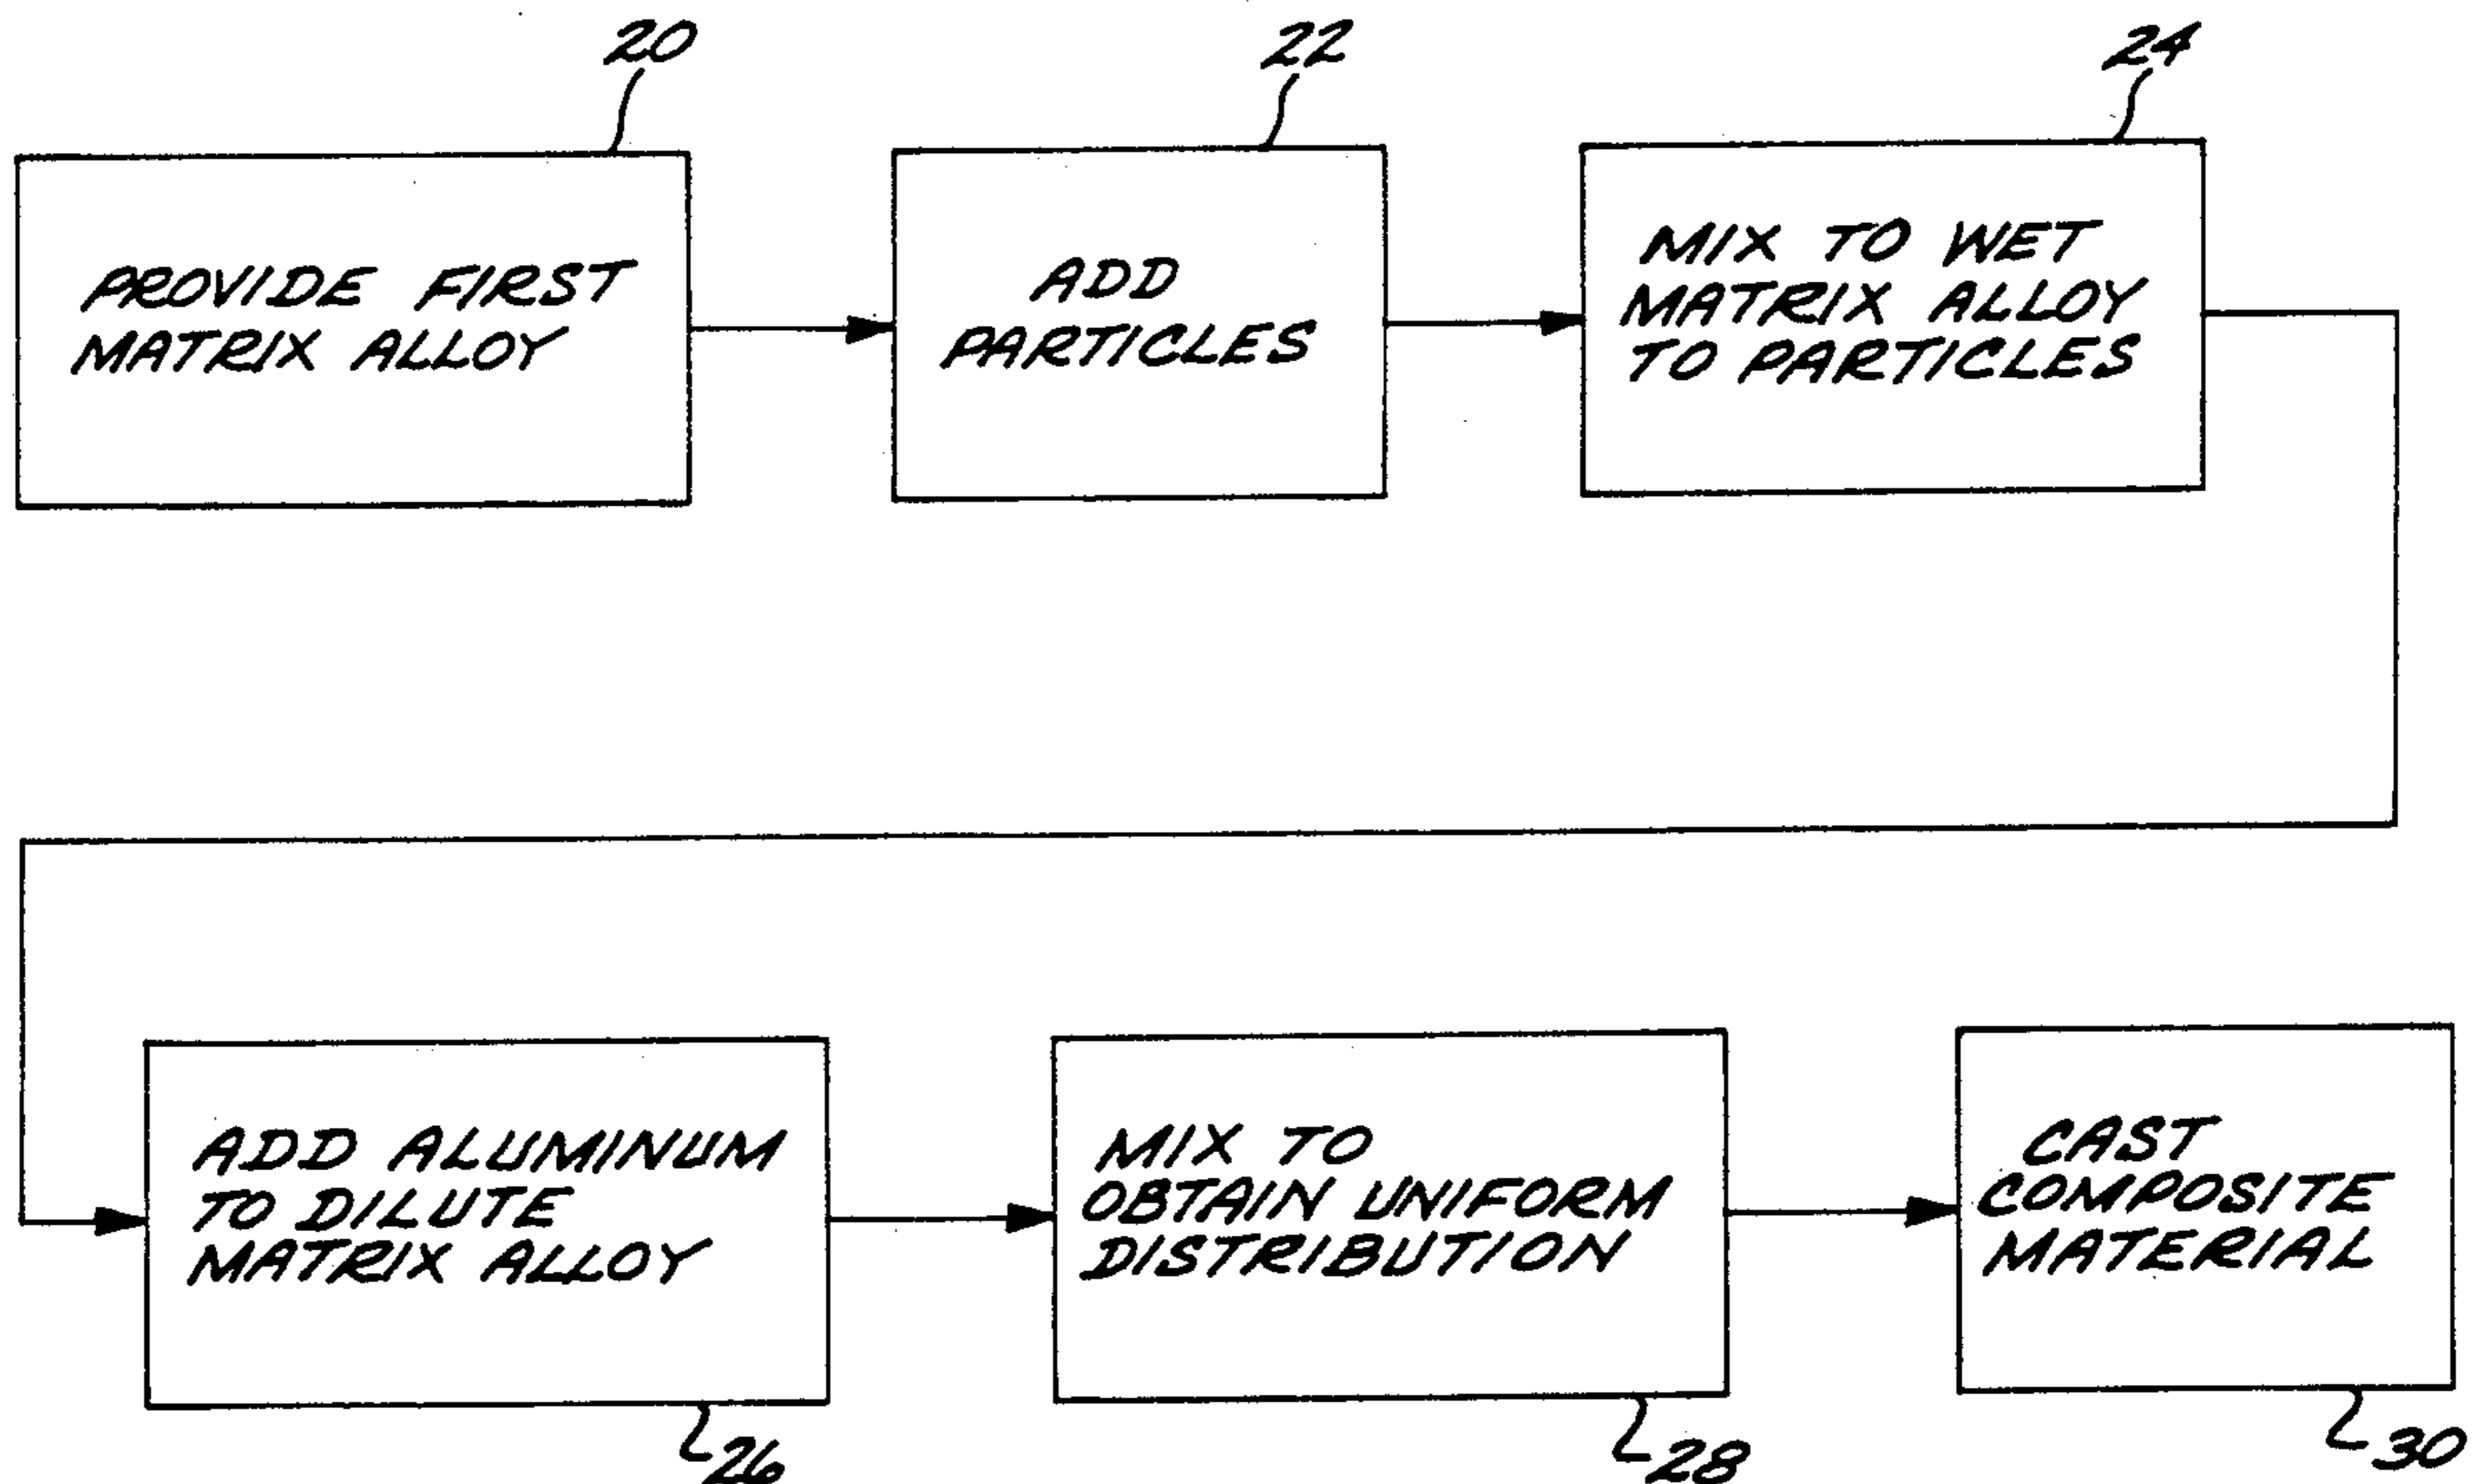 20
22
24
PROVIDE FIRST
MATRIX ALLOY
ADD
PARTICLES
MIX TO WET
MATRIX ALLOY
TO PARTICLES
ADD ALUMINUM
TO DILUTE
MATRIX ALLOY
MIX TO
OBTAIN UNIFORM
DISTRIBUTION
CAST
COMPOSITE
MATERIAL
26
28
30